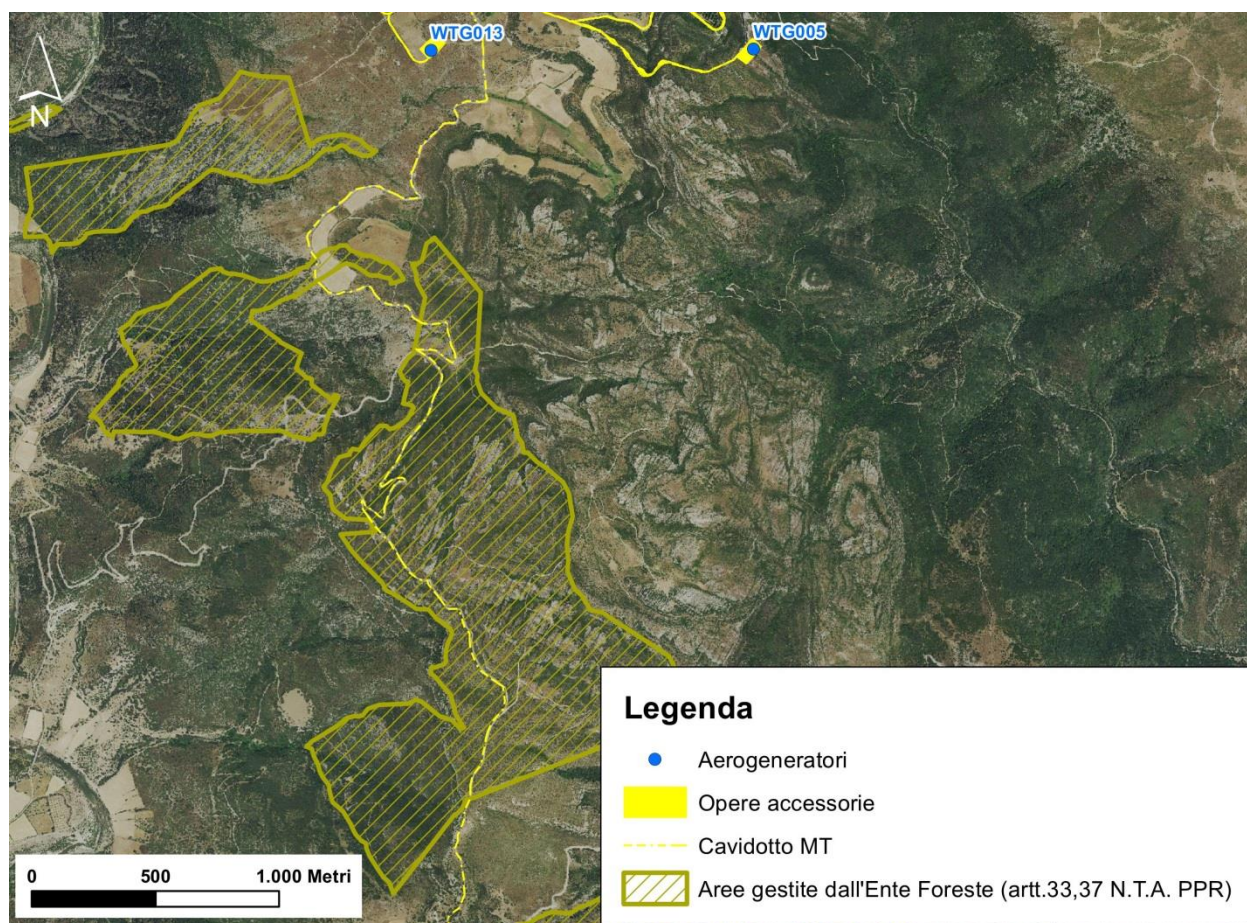 WTG013
WTG005
N
Legenda
Aerogeneratori
Opere accessorie
Cavidotto MT
Aree gestite dall'Ente Foreste (artt.33,37 N.T.A. PPR)
0 500 1.000 Metri